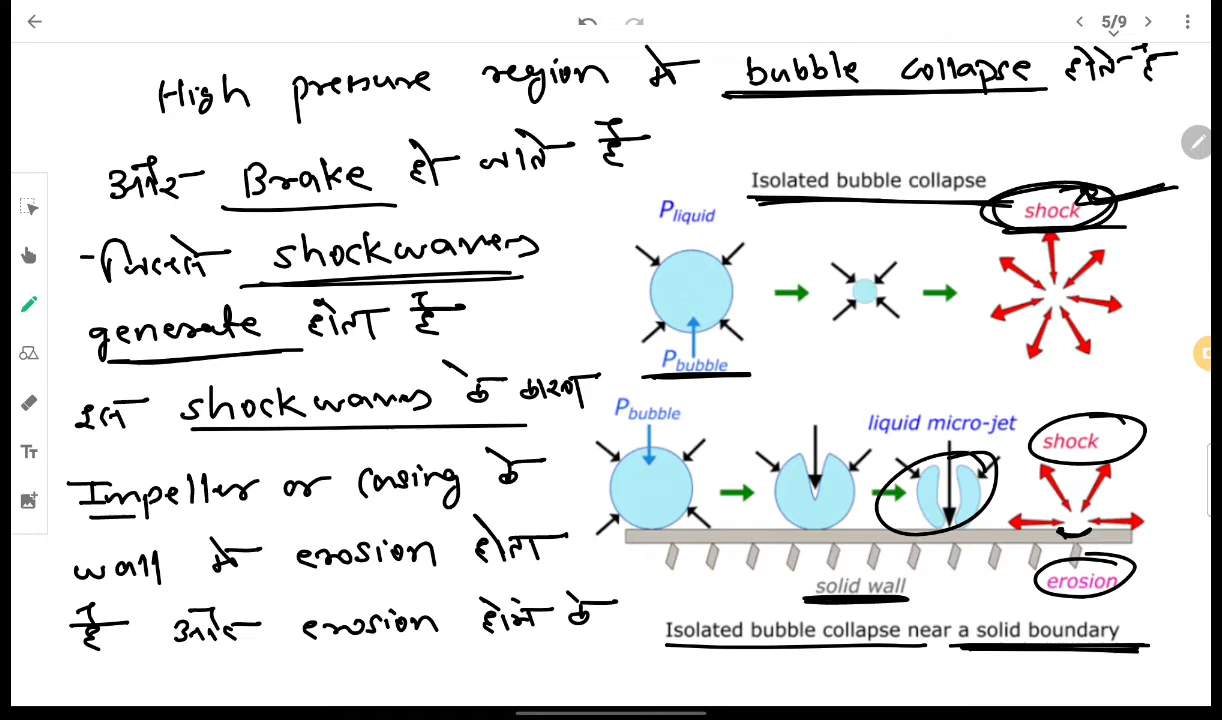 5/9
High pressure region में bubble collapse होते है
और Brake हो जाते हैं
Isolated bubble collapse
shock
Pliquid
जिससे shockwavers
generate होता है
Pbubble
इस shockwaves के कारण
Pbubble
liquid micro-jet
shock
Impeller or Casing के
wall में erosion होता
solid wall
erosion
है और erosion होने के
Isolated bubble collapse near a solid boundary
Tт